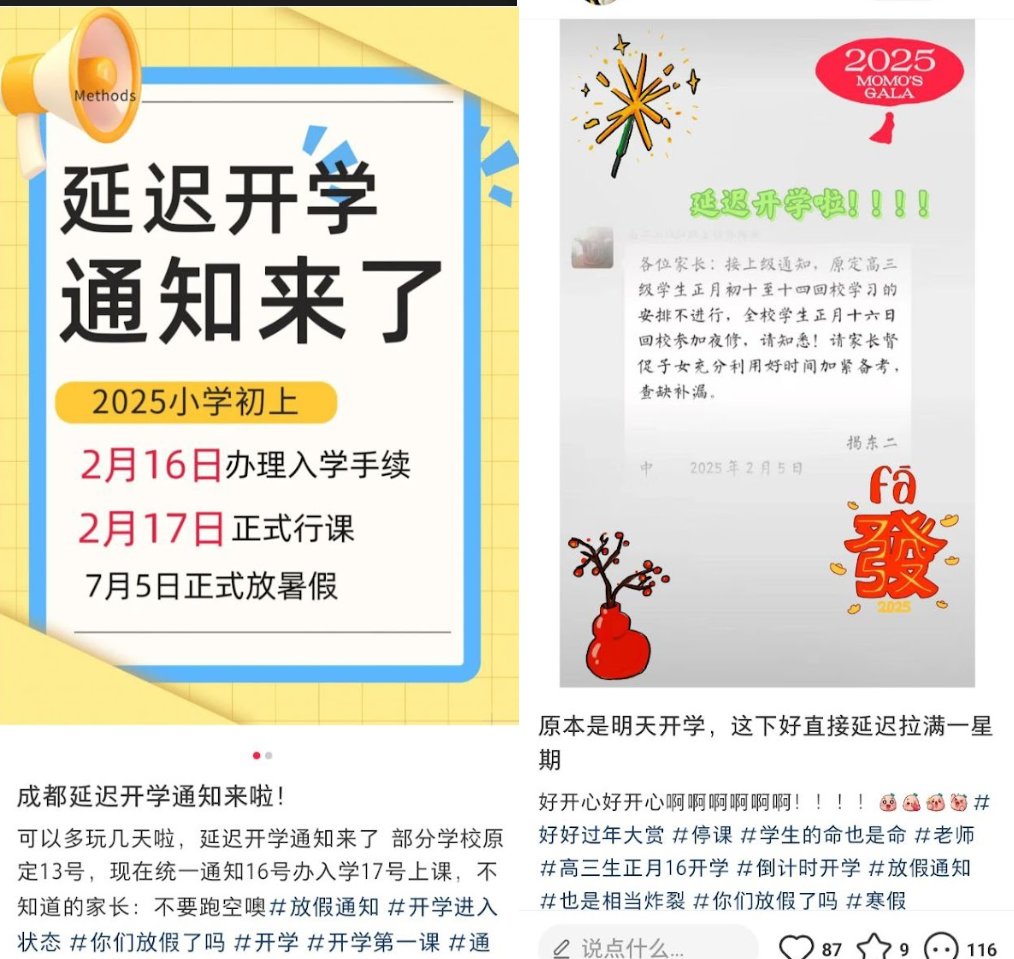 Methods
延迟开学
通知来了
2025小学初上
2月16日办理入学手续
2月17日正式行课
7月5日正式放暑假
成都延迟开学通知来啦！
可以多玩几天啦，延迟开学通知来了 部分学校原
定13号，现在统一通知16号办入学17号上课，不
知道的家长：不要跑空噢#放假通知 #开学进入
状态 #你们放假了吗 #开学 #开学第一课 #通
2025
MOMO'S
GALA
延迟开学啦！！！！
各位家长：接上级通知，原定高三
级学生正月初十至十四回校学习的
安排不进行，全校学生正月十六日
回校参加夜修，请知悉！请家长督
促子女充分利用好时间加紧备考，
查缺补漏。
揭东二
中 2025年2月5日
fā
發
2025
原本是明天开学，这下好直接延迟拉满一星
期
好开心好开心啊啊啊啊啊啊！！！！#
好好过年大赏 #停课 #学生的命也是命 #老师
#高三生正月16开学 #倒计时开学 #放假通知
#也是相当炸裂 #你们放假了吗 #寒假
说点什么... 87 9 116